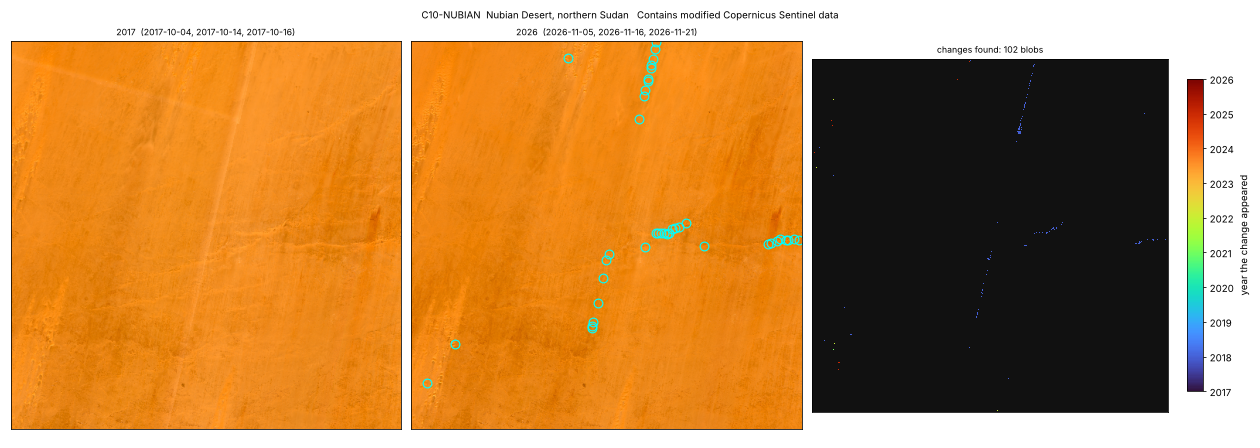 C10-NUBIAN  Nubian Desert, northern Sudan   Contains modified Copernicus Sentinel data
2017  (2017-10-04, 2017-10-14, 2017-10-16)
2026  (2026-11-05, 2026-11-16, 2026-11-21)
changes found: 102 blobs
2026
2025
2024
2023
2022
2021
2020
2019
2018
2017
year the change appeared